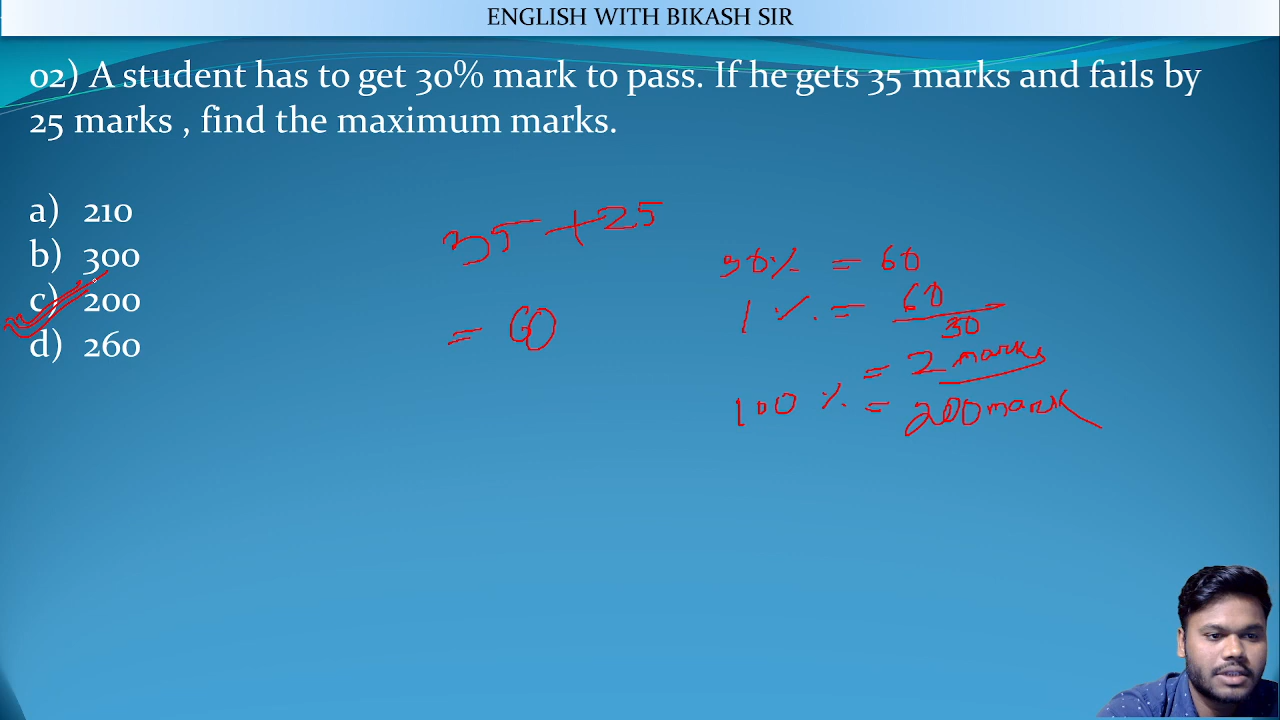 ENGLISH WITH BIKASH SIR
02) A student has to get 30% mark to pass. If he gets 35 marks and fails by
25 marks , find the maximum marks.
a) 210
b) 300
c) 200
d) 260
35 + 25
= 60
30% = 60
1 % = 60
30
= 2 marks
100 % = 200 mark